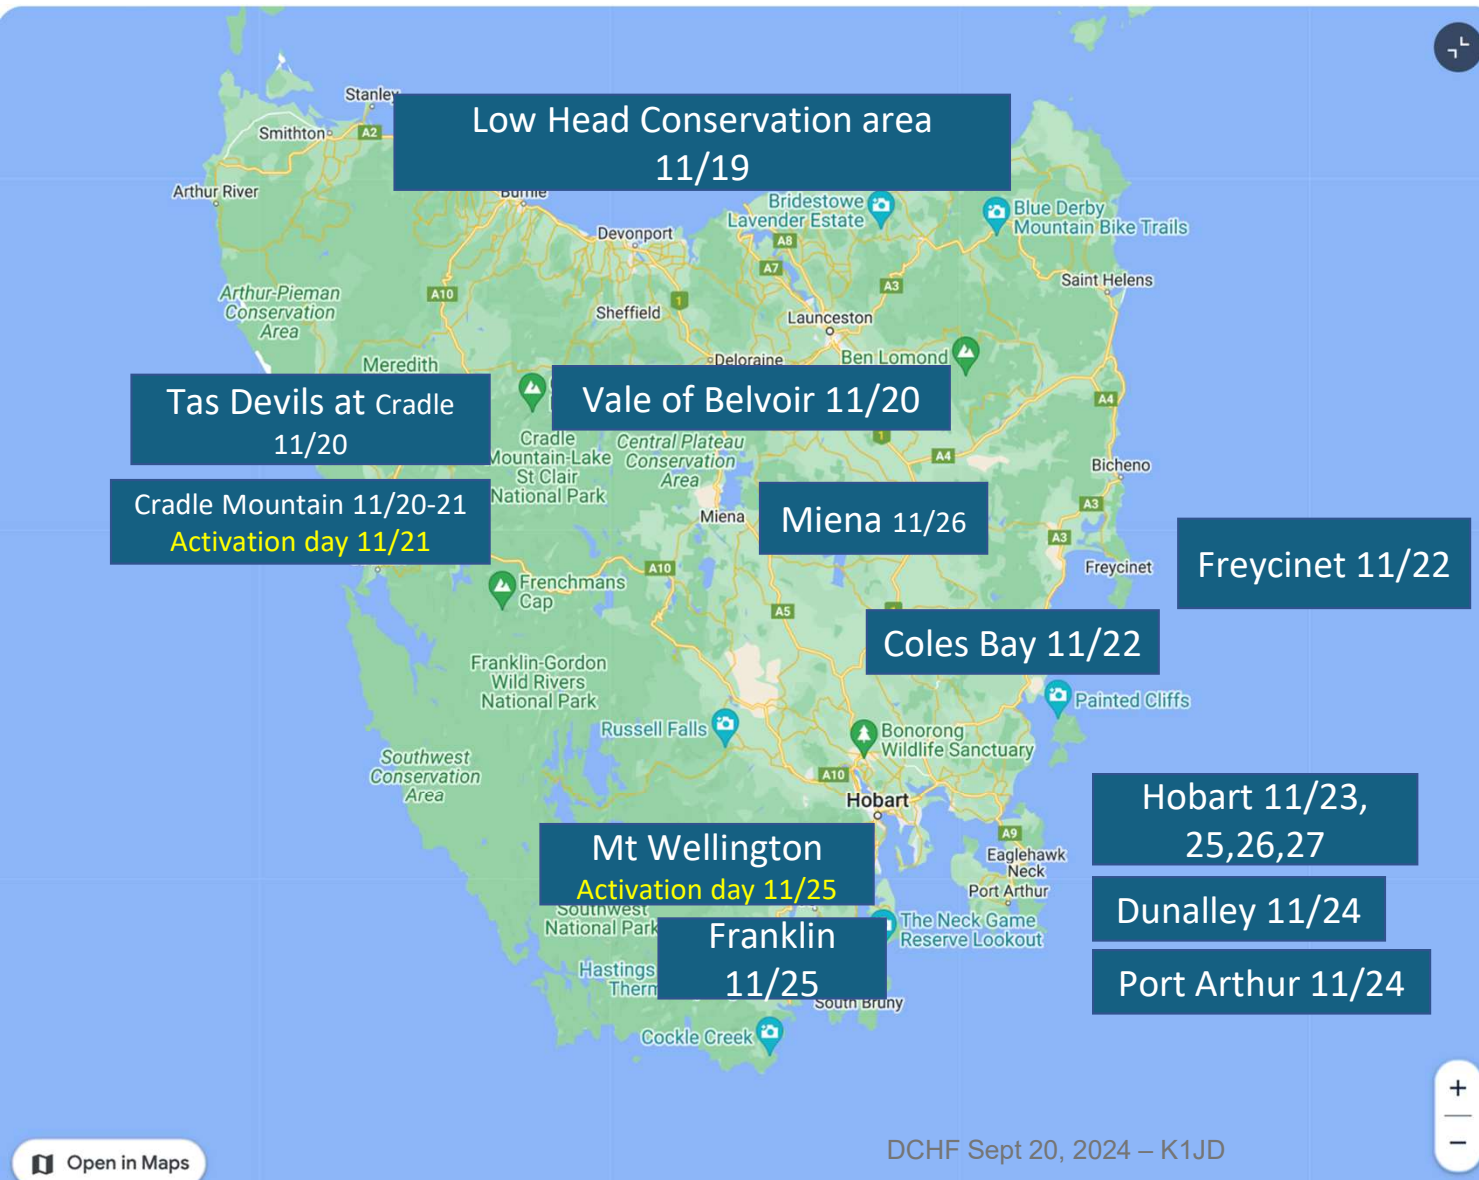 Stanley
Low Head Conservation area
11/19
Smithton
A2
Arthur River
Burnie
Bridestowe
Lavender Estate
Blue Derby
Mountain Bike Trails
Devonport
A8
A7
Saint Helens
Arthur-Pieman
Conservation
Area
A10
1
A3
Sheffield
Launceston
Deloraine
Ben Lomond
Meredith
Tas Devils at Cradle
11/20
Vale of Belvoir 11/20
A4
1
Cradle
Mountain-Lake
St Clair
National Park
Central Plateau
Conservation
Area
A4
Bicheno
Cradle Mountain 11/20-21
Activation day 11/21
Miena
Miena 11/26
A3
A3
Freycinet
Freycinet 11/22
A10
Frenchmans
Cap
A5
Coles Bay 11/22
Franklin-Gordon
Wild Rivers
National Park
Painted Cliffs
Russell Falls
Bonorong
Wildlife Sanctuary
Southwest
Conservation
Area
A10
Hobart
Hobart 11/23,
25,26,27
Mt Wellington
Activation day 11/25
A9
Eaglehawk
Neck
Port Arthur
Dunalley 11/24
Southwest
National Park
The Neck Game
Reserve Lookout
Franklin
11/25
Hastings
Port Arthur 11/24
South Bruny
Cockle Creek
+
−
Open in Maps
DCHF Sept 20, 2024 – K1JD